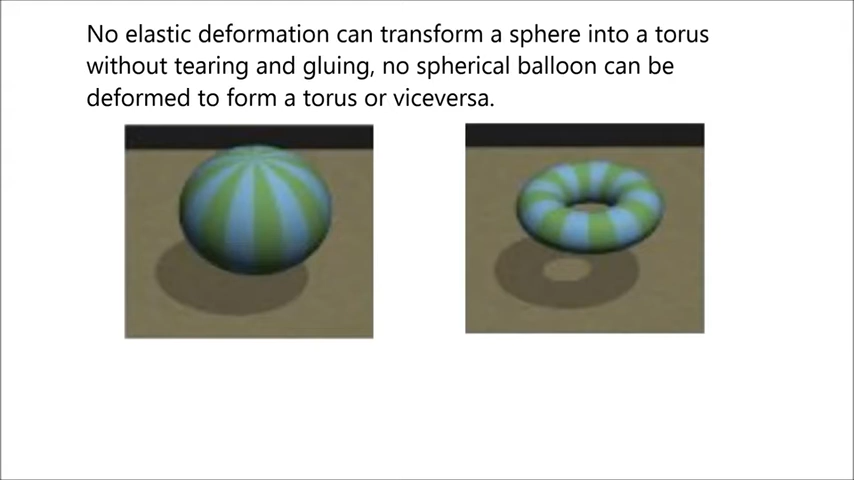 No elastic deformation can transform a sphere into a torus
without tearing and gluing, no spherical balloon can be
deformed to form a torus or viceversa.